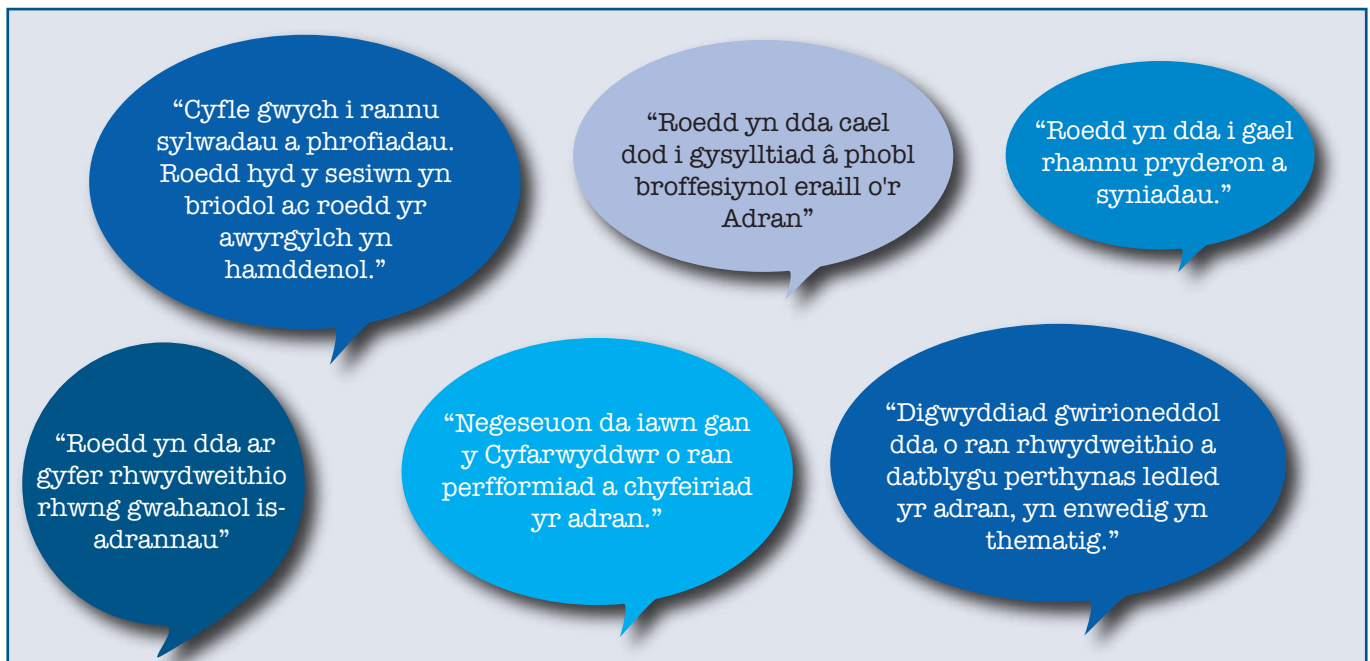 “Cyfle gwych i rannu
sylwadau a phrofiadau.
Roedd hyd y sesiwn yn
briodol ac roedd yr
awyrgylch yn
hamddenol.”
“Roedd yn dda cael
dod i gysylltiad â phobl
broffesiynol eraill o'r
Adran”
“Roedd yn dda i gael
rhannu pryderon a
syniadau.”
“Roedd yn dda ar
gyfer rhwydweithio
rhwng gwahanol is-
adrannau”
“Negeseuon da iawn gan
y Cyfarwyddwr o ran
perfformiad a chyfeiriad
yr adran.”
“Digwyddiad gwirioneddol
dda o ran rhwydweithio a
datblygu perthynas ledled
yr adran, yn enwedig yn
thematig.”